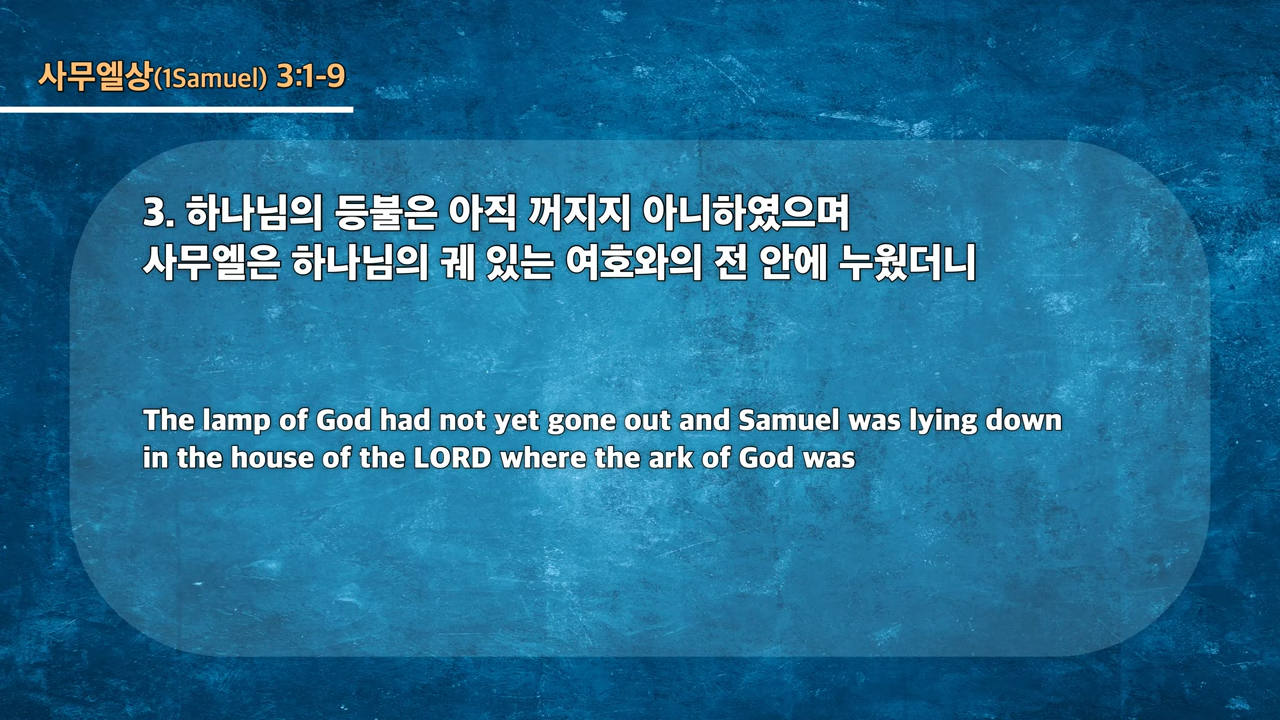 사무엘상(1Samuel) 3:1-9
3. 하나님의 등불은 아직 꺼지지 아니하였으며
사무엘은 하나님의 궤 있는 여호와의 전 안에 누웠더니
The lamp of God had not yet gone out and Samuel was lying down
in the house of the LORD where the ark of God was